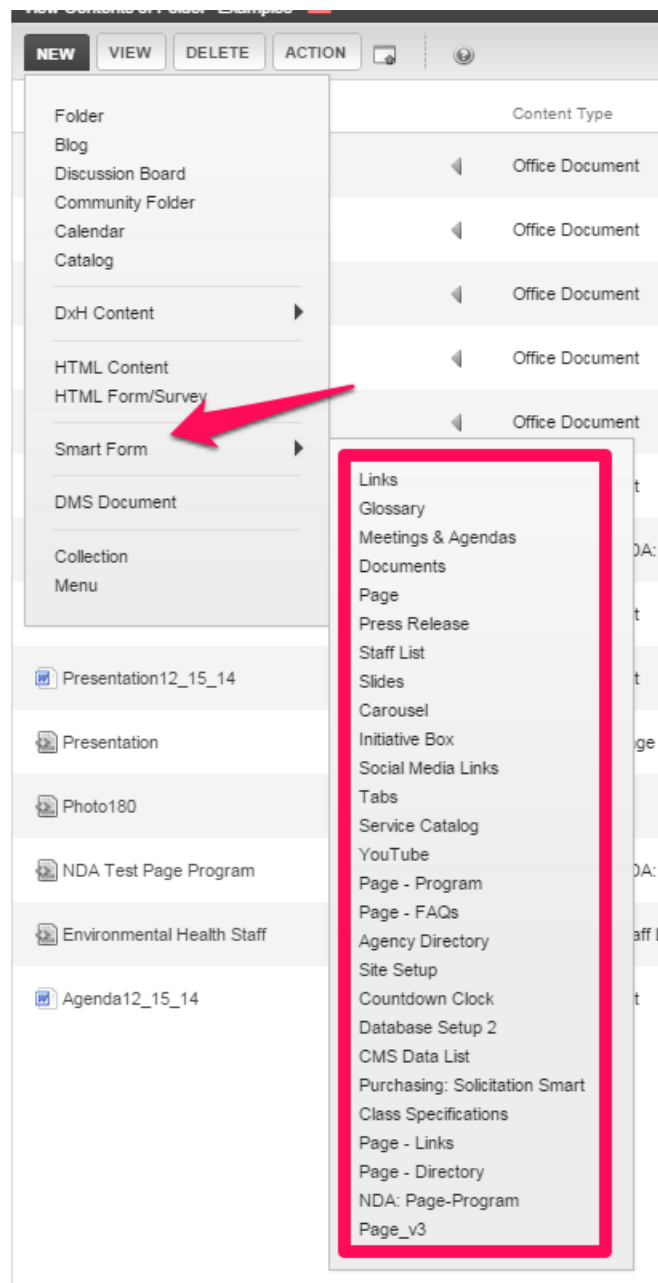 View Contents of Folder "Examples"
NEW VIEW DELETE ACTION
Content Type
Folder
Blog
Discussion Board
Community Folder
Calendar
Catalog
DxH Content
HTML Content
HTML Form/Survey
Smart Form
DMS Document
Collection
Menu
Office Document
Office Document
Office Document
Office Document
Office Document
Links
Glossary
Meetings & Agendas
Documents
Page
Press Release
Staff List
Slides
Carousel
Initiative Box
Social Media Links
Tabs
Service Catalog
YouTube
Page - Program
Page - FAQs
Agency Directory
Site Setup
Countdown Clock
Database Setup 2
CMS Data List
Purchasing: Solicitation Smart
Class Specifications
Page - Links
Page - Directory
NDA: Page-Program
Page_v3
Presentation12_15_14
Presentation
Photo180
NDA Test Page Program
Environmental Health Staff
Agenda12_15_14